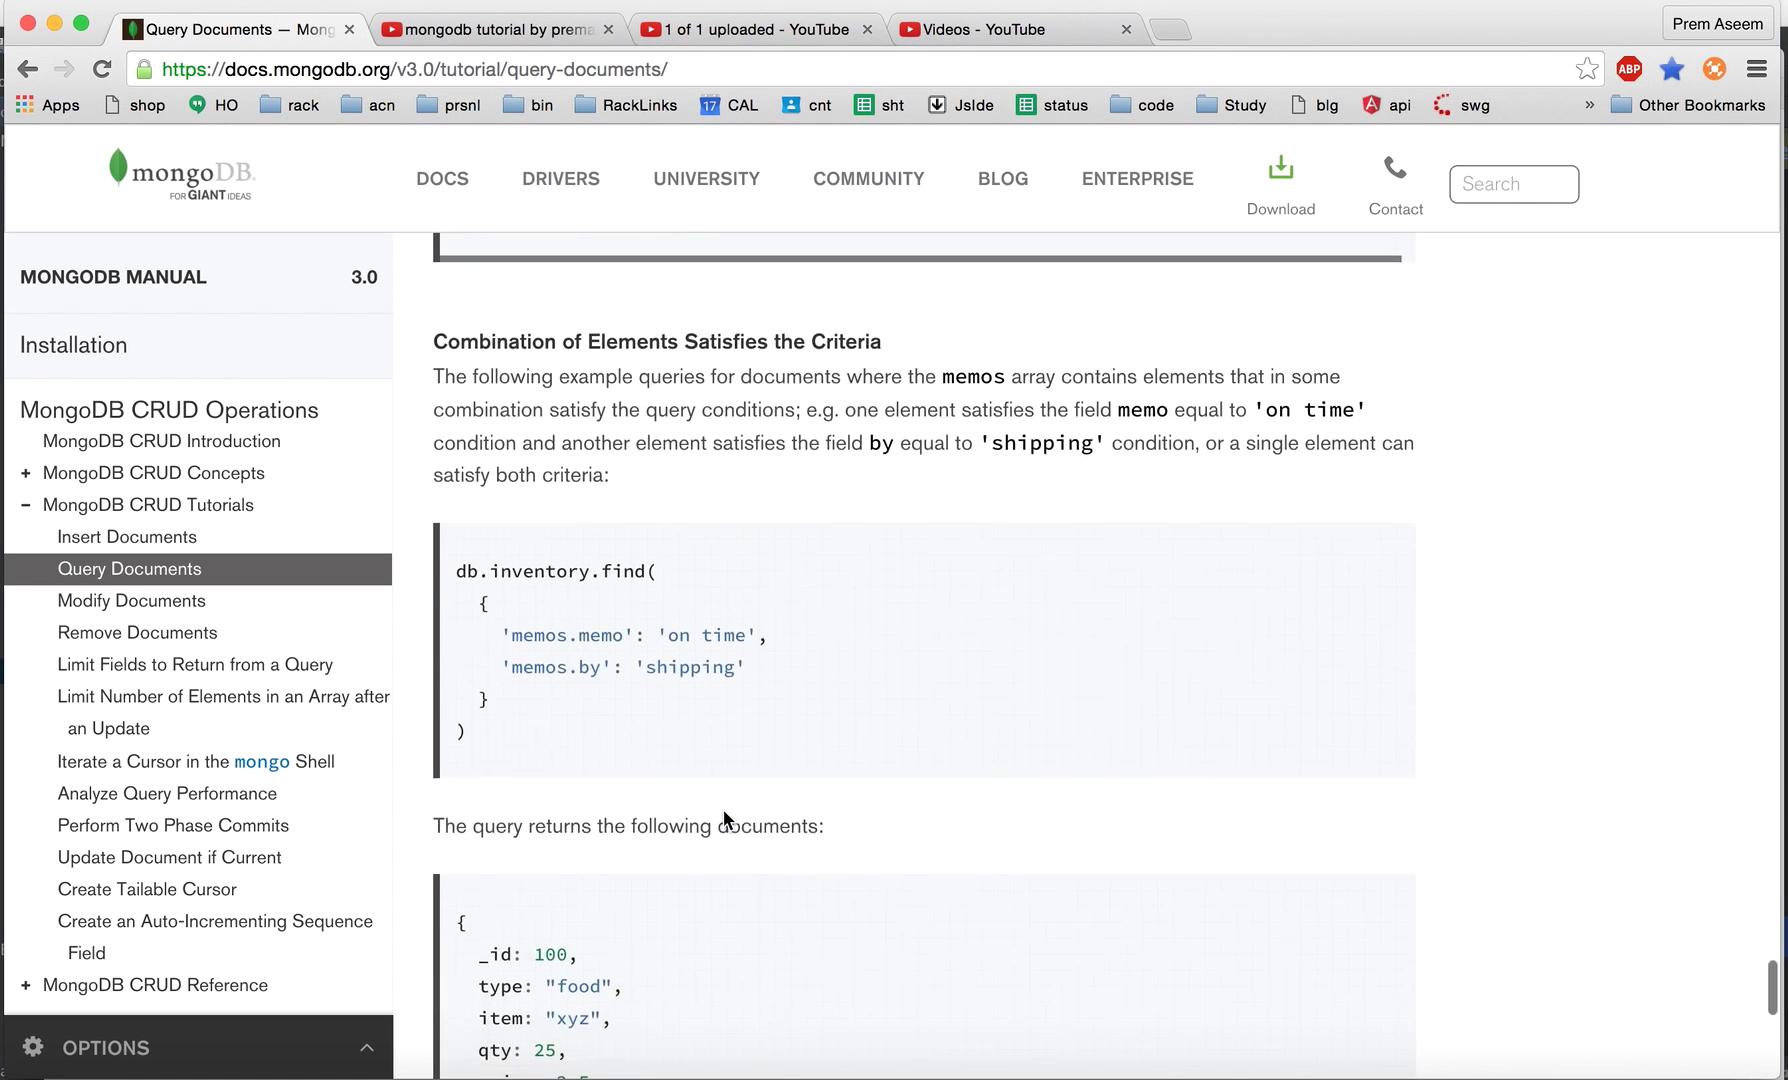 Query Documents — Mong
mongodb tutorial by prema
1 of 1 uploaded - YouTube
Videos - YouTube
Prem Aseem
https://docs.mongodb.org/v3.0/tutorial/query-documents/
ABP
Apps
shop
HO
rack
acn
prsnl
bin
RackLinks
17 CAL
cnt
sht
Jslde
status
code
Study
blg
api
swg
»
Other Bookmarks
mongoDB.
FOR GIANT IDEAS
DOCS
DRIVERS
UNIVERSITY
COMMUNITY
BLOG
ENTERPRISE
Download
Contact
Search
MONGODB MANUAL 3.0
Installation
MongoDB CRUD Operations
MongoDB CRUD Introduction
+ MongoDB CRUD Concepts
– MongoDB CRUD Tutorials
Insert Documents
Query Documents
Modify Documents
Remove Documents
Limit Fields to Return from a Query
Limit Number of Elements in an Array after
an Update
Iterate a Cursor in the mongo Shell
Analyze Query Performance
Perform Two Phase Commits
Update Document if Current
Create Tailable Cursor
Create an Auto-Incrementing Sequence
Field
+ MongoDB CRUD Reference
OPTIONS
Combination of Elements Satisfies the Criteria
The following example queries for documents where the memos array contains elements that in some
combination satisfy the query conditions; e.g. one element satisfies the field memo equal to 'on time'
condition and another element satisfies the field by equal to 'shipping' condition, or a single element can
satisfy both criteria:
db.inventory.find(
{
'memos.memo': 'on time',
'memos.by': 'shipping'
}
)
The query returns the following documents:
{
_id: 100,
type: "food",
item: "xyz",
qty: 25,